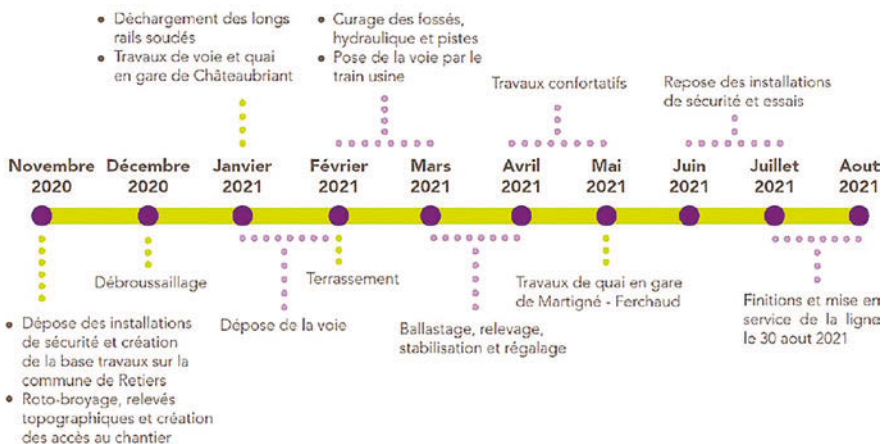 • Déchargement des longs
rails soudés
• Travaux de voie et quai
en gare de Châteaubriant
• Curage des fossés,
hydraulique et pistes
• Pose de la voie par le
train usine
Travaux confortatifs
Repose des installations
de sécurité et essais
Novembre
2020
Décembre
2020
Janvier
2021
Février
2021
Mars
2021
Avril
2021
Mai
2021
Juin
2021
Juillet
2021
Aout
2021
Débroussaillage
Terrassement
Travaux de quai en gare
de Martigné - Ferchaud
Dépose de la voie
Ballastage, relevage,
stabilisation et régalage
Finitions et mise en
service de la ligne
le 30 aout 2021
• Dépose des installations
de sécurité et création
de la base travaux sur la
commune de Retiers
• Roto-broyage, relevés
topographiques et création
des accès au chantier